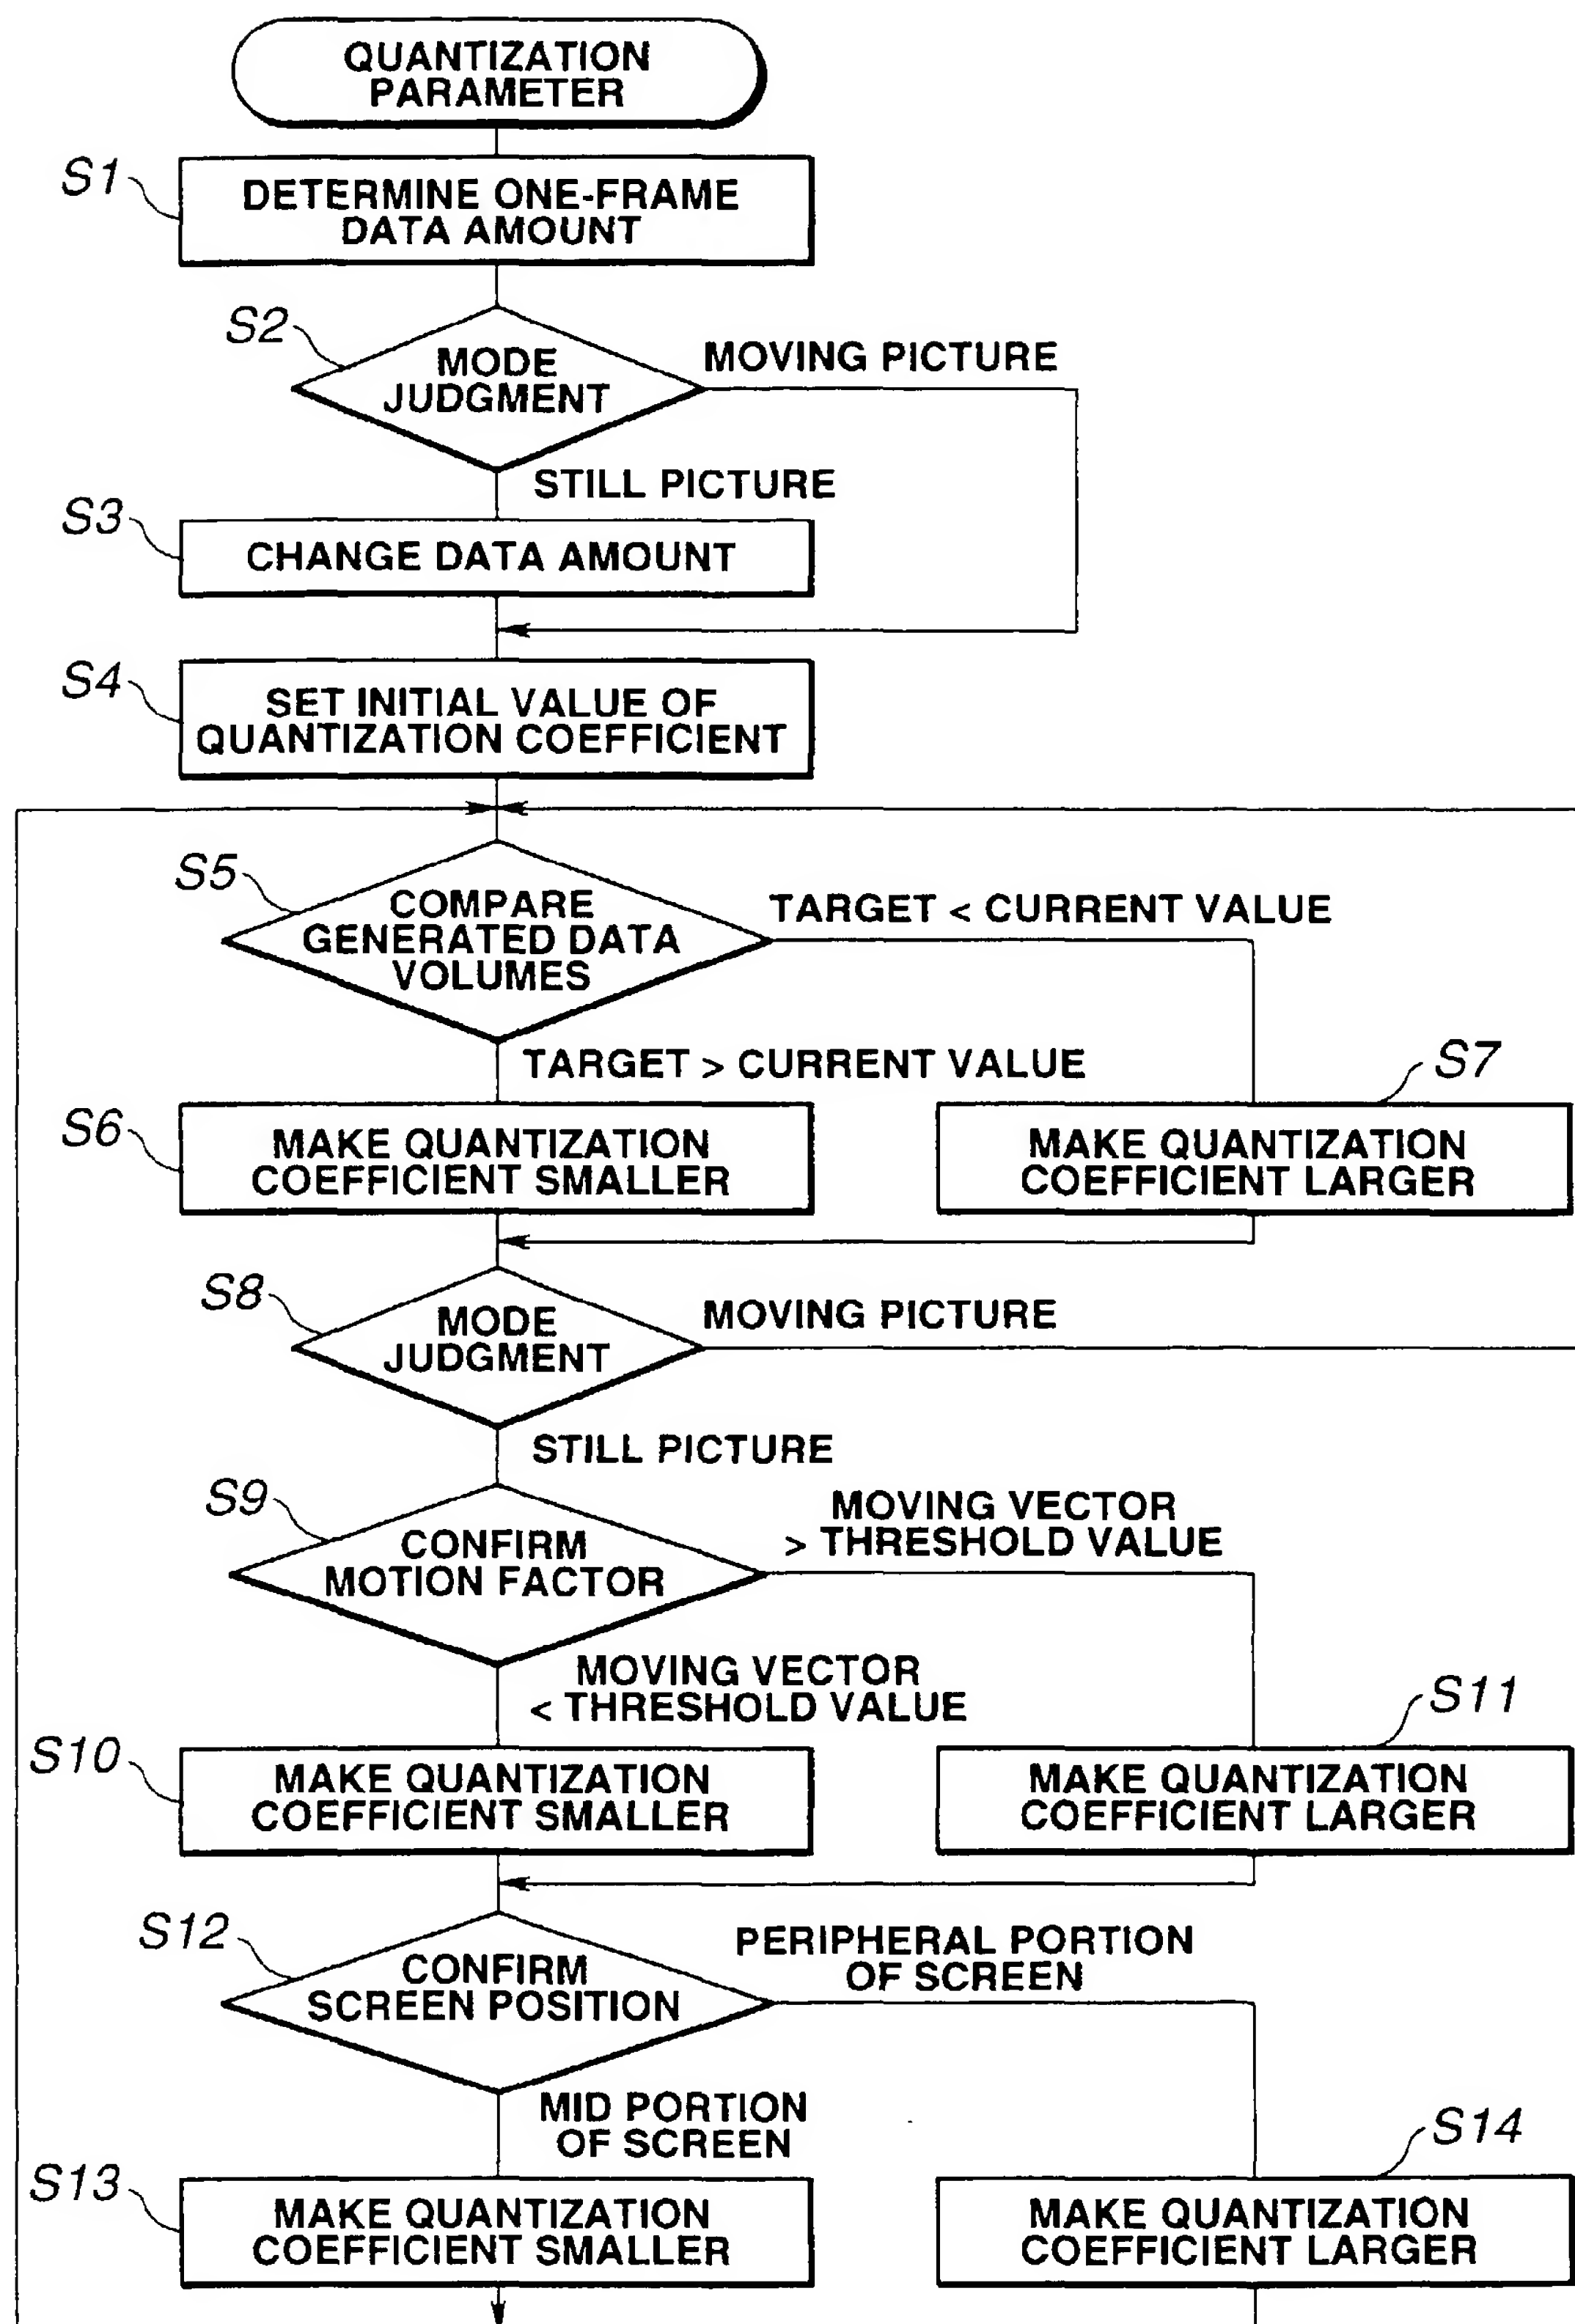 QUANTIZATION
PARAMETER
S1
DETERMINE ONE-FRAME
DATA AMOUNT
S2
MODE
JUDGMENT
MOVING PICTURE
STILL PICTURE
S3
CHANGE DATA AMOUNT
S4
SET INITIAL VALUE OF
QUANTIZATION COEFFICIENT
S5
COMPARE
GENERATED DATA
VOLUMES
TARGET < CURRENT VALUE
TARGET > CURRENT VALUE
S6
MAKE QUANTIZATION
COEFFICIENT SMALLER
S7
MAKE QUANTIZATION
COEFFICIENT LARGER
S8
MODE
JUDGMENT
MOVING PICTURE
STILL PICTURE
S9
CONFIRM
MOTION FACTOR
MOVING VECTOR
> THRESHOLD VALUE
MOVING VECTOR
< THRESHOLD VALUE
S10
MAKE QUANTIZATION
COEFFICIENT SMALLER
S11
MAKE QUANTIZATION
COEFFICIENT LARGER
S12
CONFIRM
SCREEN POSITION
PERIPHERAL PORTION
OF SCREEN
MID PORTION
OF SCREEN
S13
MAKE QUANTIZATION
COEFFICIENT SMALLER
S14
MAKE QUANTIZATION
COEFFICIENT LARGER